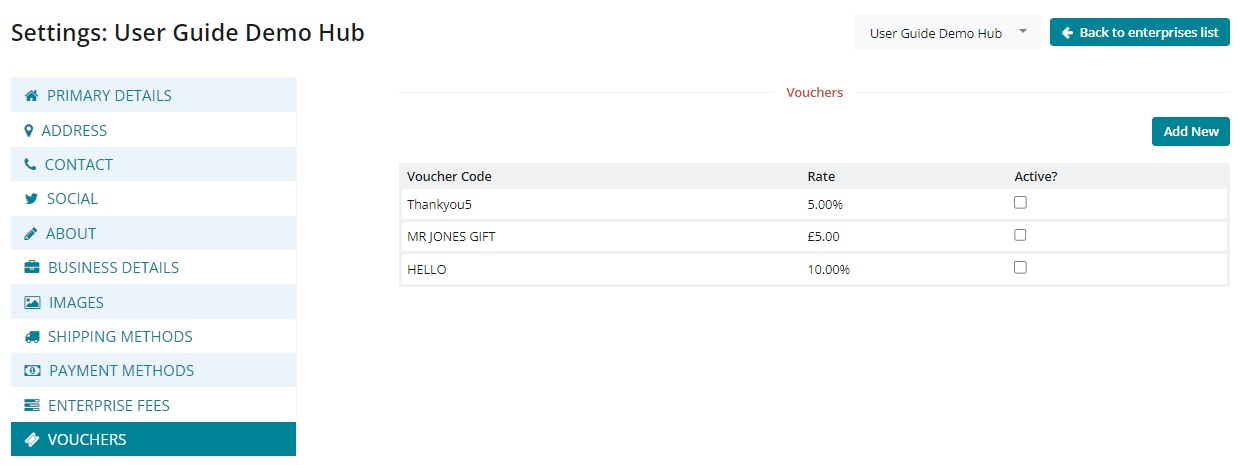 Settings: User Guide Demo Hub
User Guide Demo Hub
Back to enterprises list
PRIMARY DETAILS
ADDRESS
CONTACT
SOCIAL
ABOUT
BUSINESS DETAILS
IMAGES
SHIPPING METHODS
PAYMENT METHODS
ENTERPRISE FEES
VOUCHERS
Vouchers
Add New
Voucher Code Rate Active?
Thankyou5 5.00%
MR JONES GIFT £5.00
HELLO 10.00%